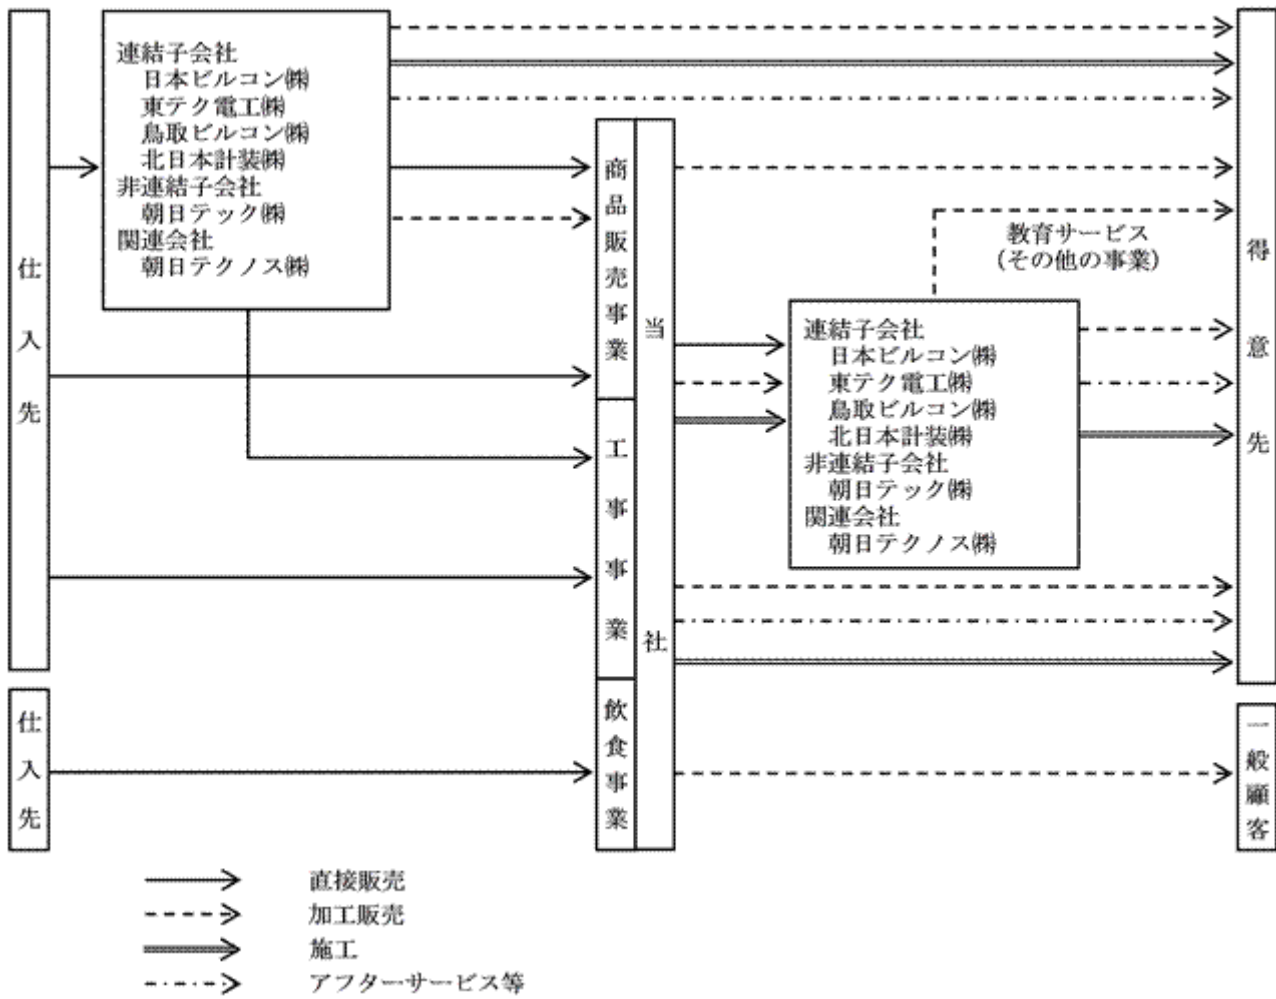 仕入先
連結子会社
日本ビルコン㈱
東テク電工㈱
鳥取ビルコン㈱
北日本計装㈱
非連結子会社
朝日テック㈱
関連会社
朝日テクノス㈱
商品販売事業
工事事業
飲食事業
当社
教育サービス
(その他の事業)
連結子会社
日本ビルコン㈱
東テク電工㈱
鳥取ビルコン㈱
北日本計装㈱
非連結子会社
朝日テック㈱
関連会社
朝日テクノス㈱
得意先
仕入先
一般顧客
直接販売
加工販売
施工
アフターサービス等